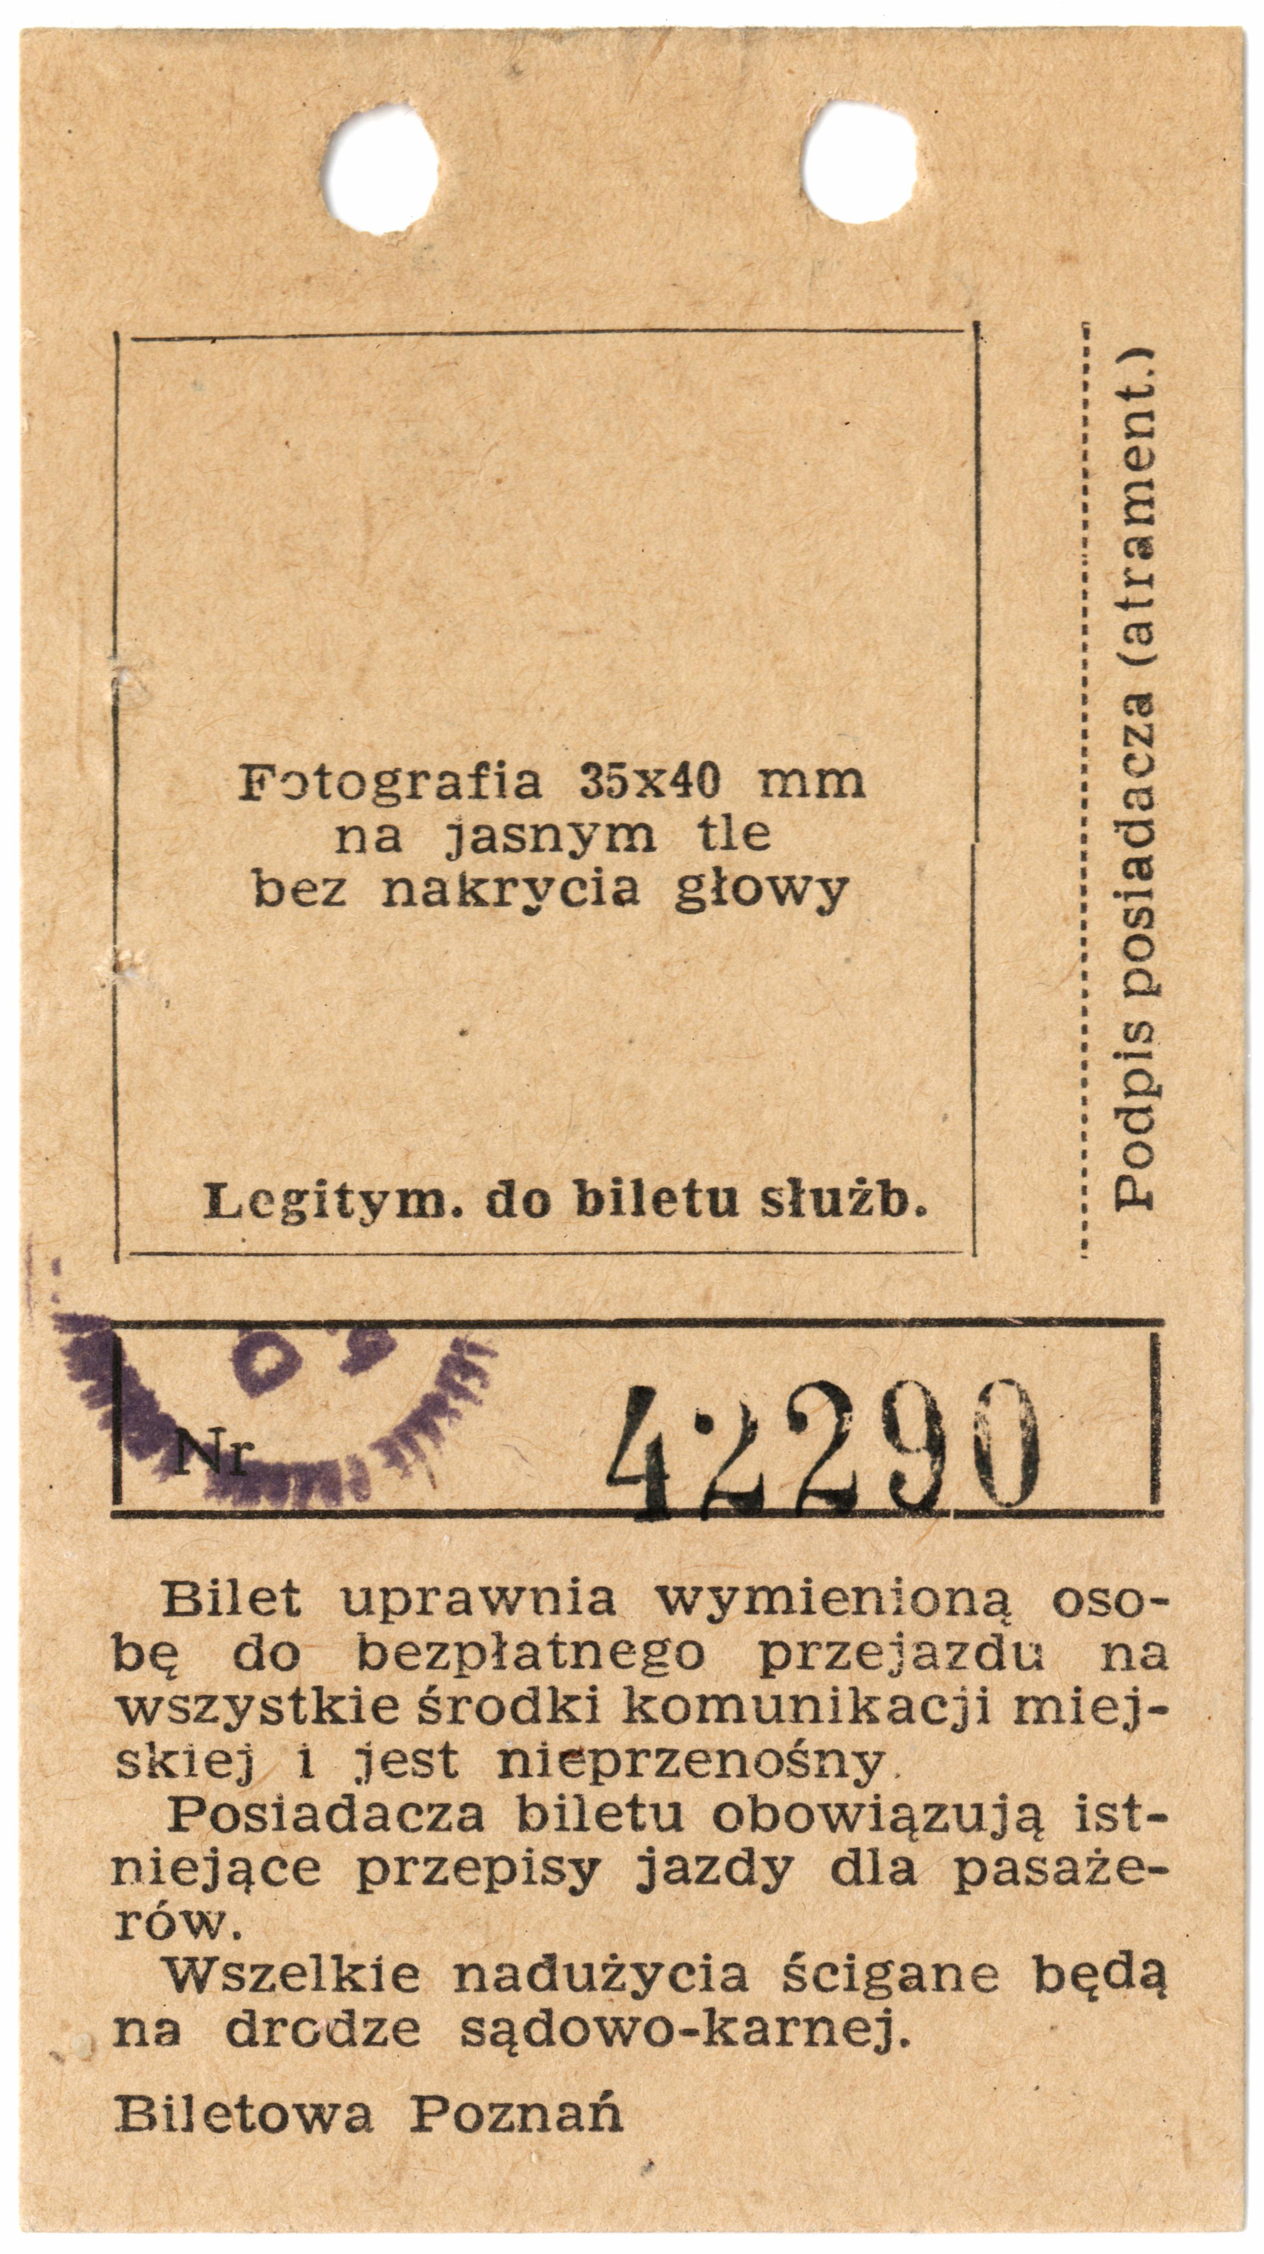 Fotografia 35x40 mm
na jasnym tle
bez nakrycia głowy
Legitym. do biletu służb.
Podpis posiadacza (atrament.)
Nr 42290
Bilet uprawnia wymienioną oso-
bę do bezpłatnego przejazdu na
wszystkie środki komunikacji miej-
skiej i jest nieprzenośny.
Posiadacza biletu obowiązują ist-
niejące przepisy jazdy dla pasaże-
rów.
Wszelkie nadużycia ścigane będą
na drodze sądowo-karnej.
Biletowa Poznań